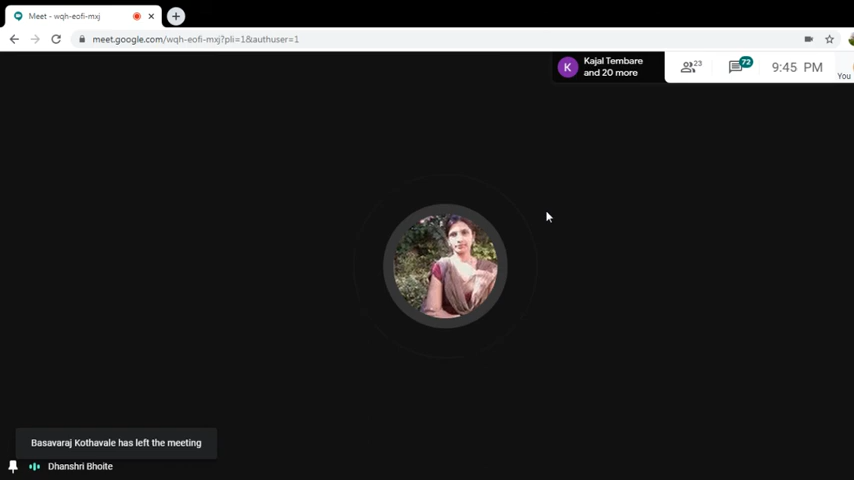 Meet - wqh-eofi-mxj
meet.google.com/wqh-eofi-mxj?pli=1&authuser=1
K
Kajal Tembare
and 20 more
23
72
9:45 PM
You
Basavaraj Kothavale has left the meeting
Dhanshri Bhoite